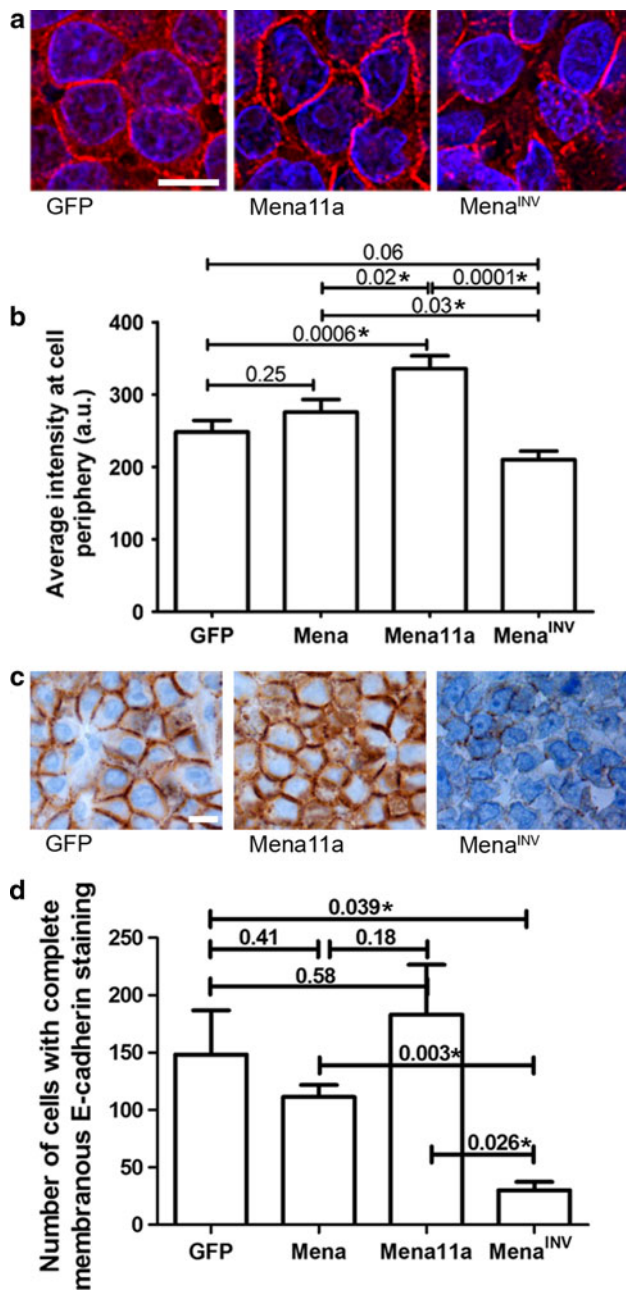 a
GFP Mena11a Mena^INV
b
0.06
0.02* 0.0001*
0.03*
0.0006*
0.25
Average intensity at cell periphery (a.u.)
400
300
200
100
0
GFP Mena Mena11a Mena^INV
c
GFP Mena11a Mena^INV
d
0.039*
0.41 0.18
0.58
0.003*
0.026*
Number of cells with complete
membranous E-cadherin staining
250
200
150
100
50
0
GFP Mena Mena11a Mena^INV